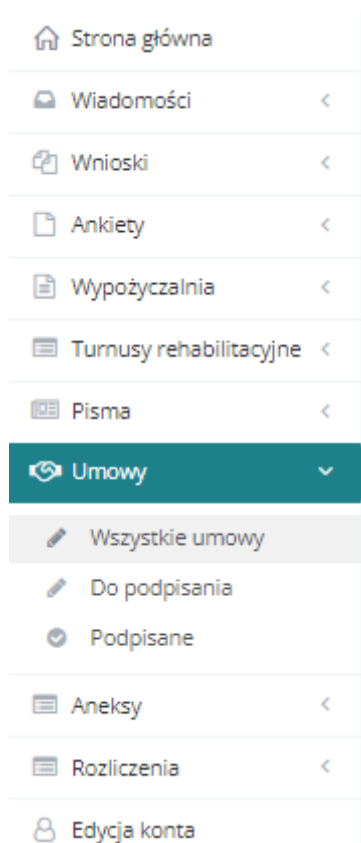 Strona główna
Wiadomości
Wnioski
Ankiety
Wypożyczalnia
Turnusy rehabilitacyjne
Pisma
Umowy
Wszystkie umowy
Do podpisania
Podpisane
Aneksy
Rozliczenia
Edycja konta